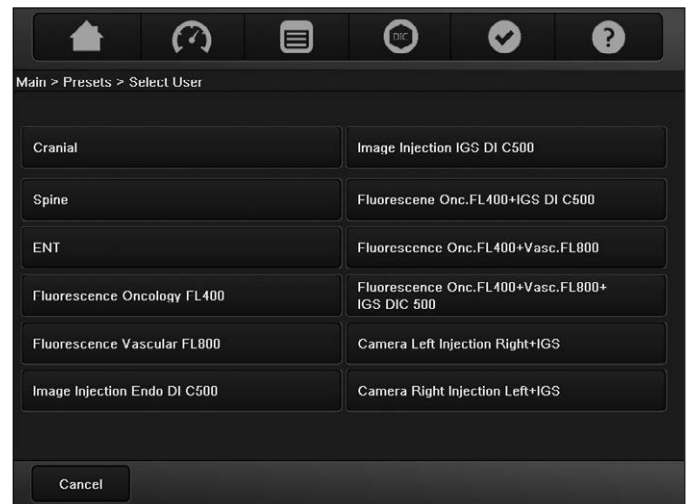 DIC
?
Main > Presets > Select User
Cranial
Image Injection IGS DI C500
Spine
Fluorescene Onc.FL400+IGS DI C500
ENT
Fluorescence Onc.FL400+Vasc.FL800
Fluorescence Oncology FL400
Fluorescence Onc.FL400+Vasc.FL800+
IGS DIC 500
Fluorescence Vascular FL800
Camera Left Injection Right+IGS
Image Injection Endo DI C500
Camera Right Injection Left+IGS
Cancel